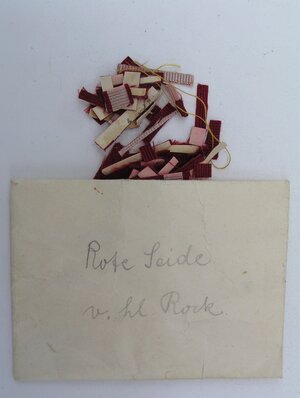 Rote Seide
v. hl Rock.